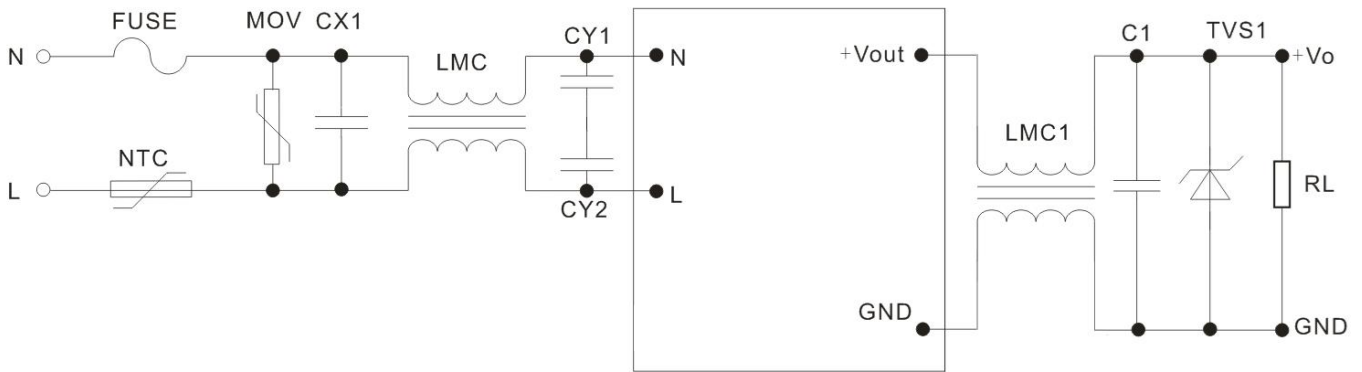 FUSE
MOV
CX1
N
LMC
CY1
N
+Vout
C1
TVS1
+Vo
NTC
LMC1
L
CY2
L
RL
GND
GND